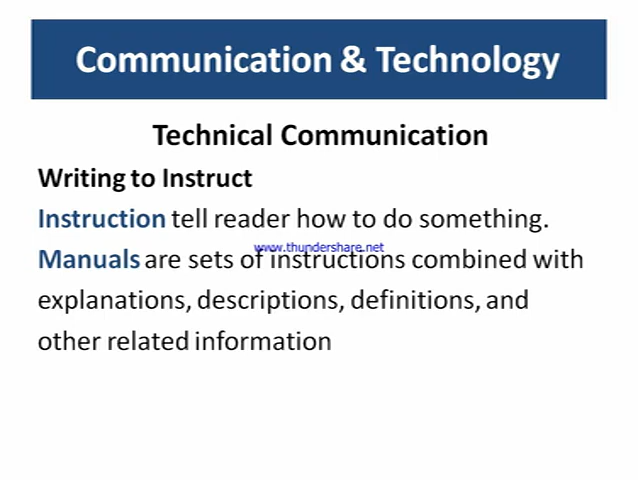 Communication & Technology
Technical Communication
Writing to Instruct
Instruction tell reader how to do something.
www.thundershare.net
Manuals are sets of instructions combined with
explanations, descriptions, definitions, and
other related information